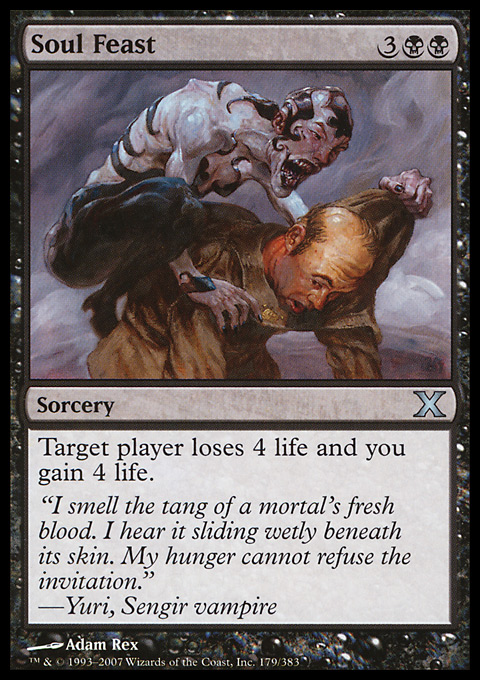 Soul Feast 3
Sorcery X
Target player loses 4 life and you
gain 4 life.
“I smell the tang of a mortal’s fresh
blood. I hear it sliding wetly beneath
its skin. My hunger cannot refuse the
invitation.”
—Yuri, Sengir vampire
Adam Rex
™ & © 1993–2007 Wizards of the Coast, Inc. 179/383